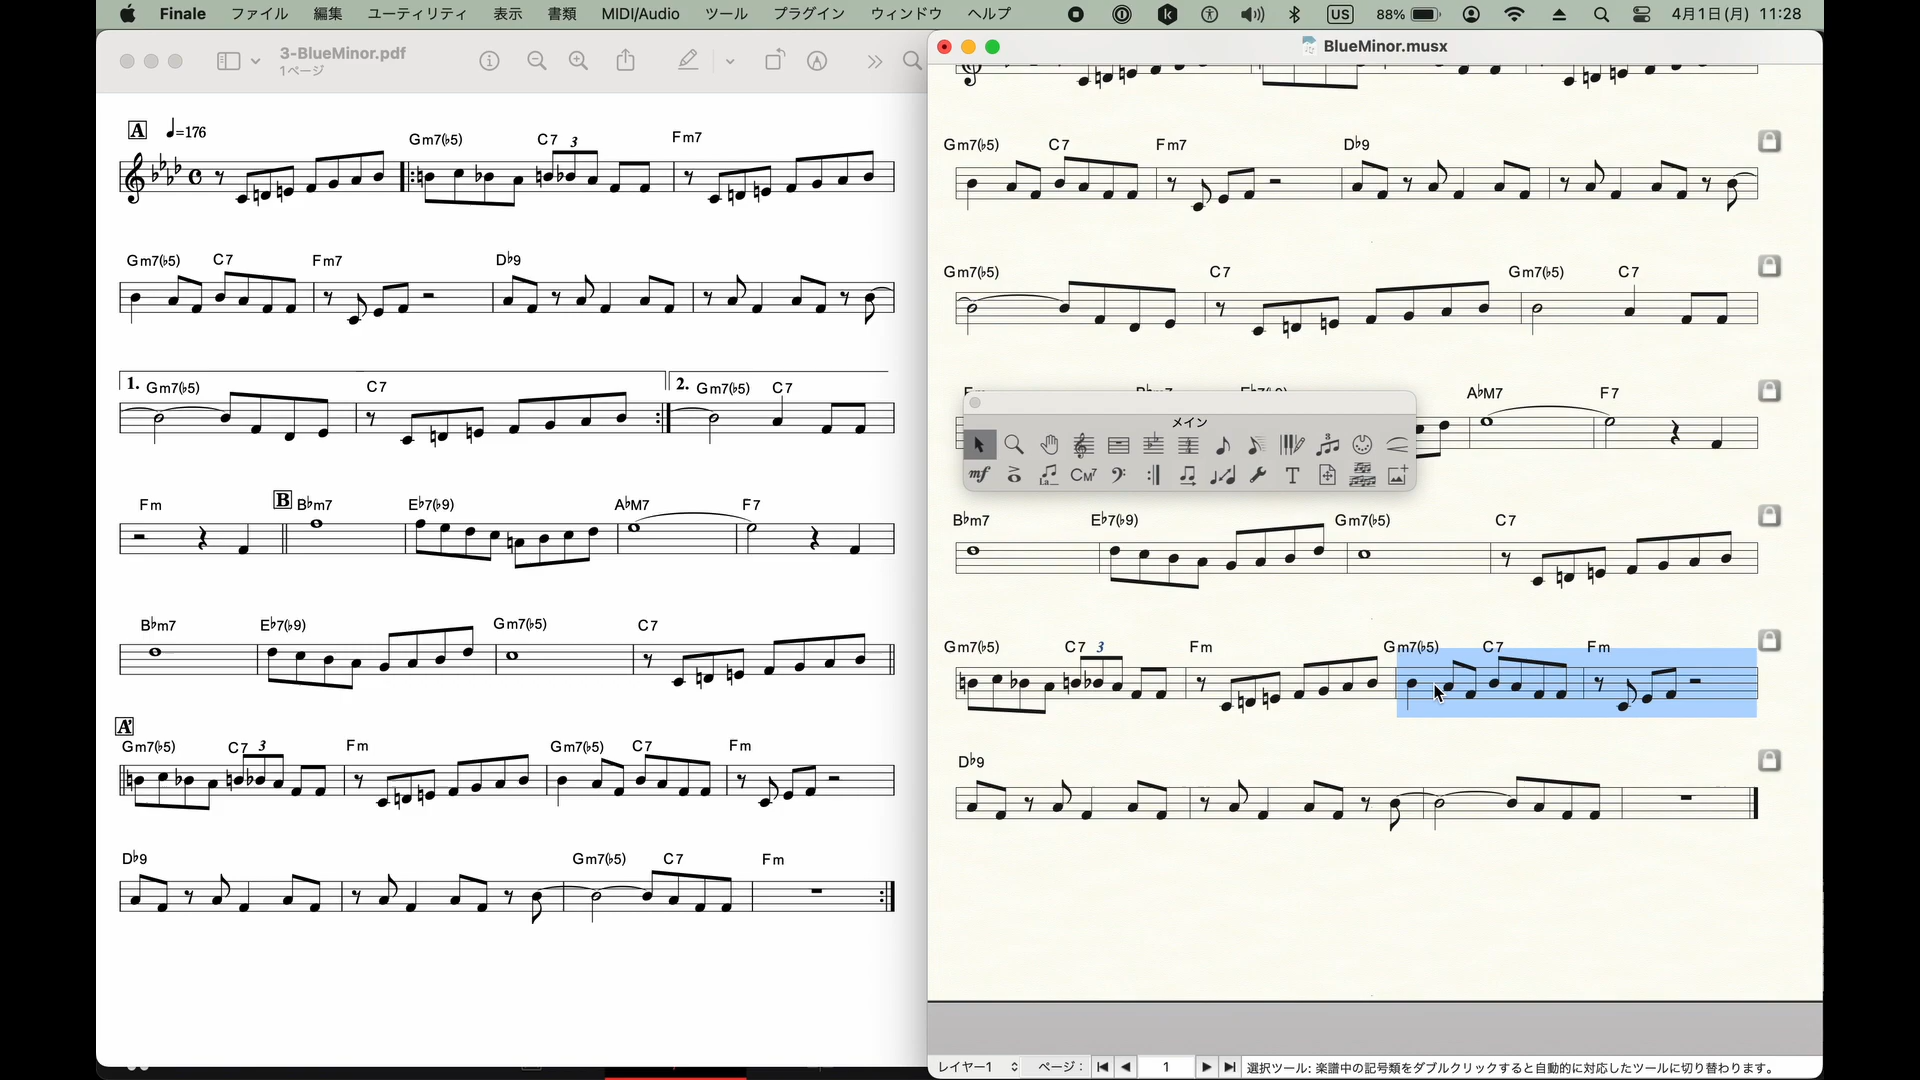 Finale ファイル 編集 ユーティリティ 表示 書類 MIDI/Audio ツール プラグイン ウィンドウ ヘルプ US 88% 4月1日(月) 11:28
3-BlueMinor.pdf
1ページ
A ♩=176
Gm7(♭5) C7 3 Fm7
Gm7(♭5) C7 Fm7 D♭9
1. Gm7(♭5) C7 2. Gm7(♭5) C7
Fm B B♭m7 E♭7(♭9) A♭M7 F7
B♭m7 E♭7(♭9) Gm7(♭5) C7
A'
Gm7(♭5) C7 3 Fm Gm7(♭5) C7 Fm
D♭9 Gm7(♭5) C7 Fm
BlueMinor.musx
Gm7(♭5) C7 Fm7 D♭9
Gm7(♭5) C7 Gm7(♭5) C7
A♭M7 F7
メイン
mf CM7 T
B♭m7 E♭7(♭9) Gm7(♭5) C7
Gm7(♭5) C7 3 Fm Gm7(♭5) C7 Fm
D♭9
レイヤー1 ページ: 1 選択ツール: 楽譜中の記号類をダブルクリックすると自動的に対応したツールに切り替わります。